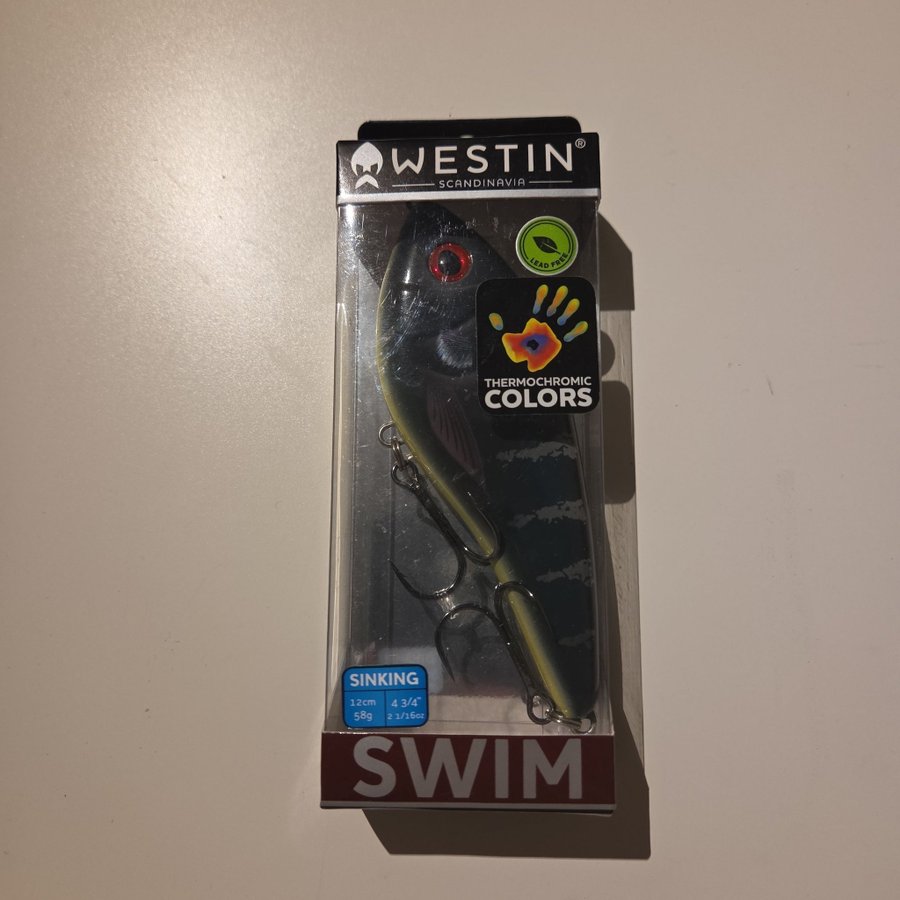 WESTIN®
SCANDINAVIA
LEAD FREE
THERMOCHROMIC
COLORS
SINKING
12cm 4 3/4"
58g 2 1/16oz
SWIM